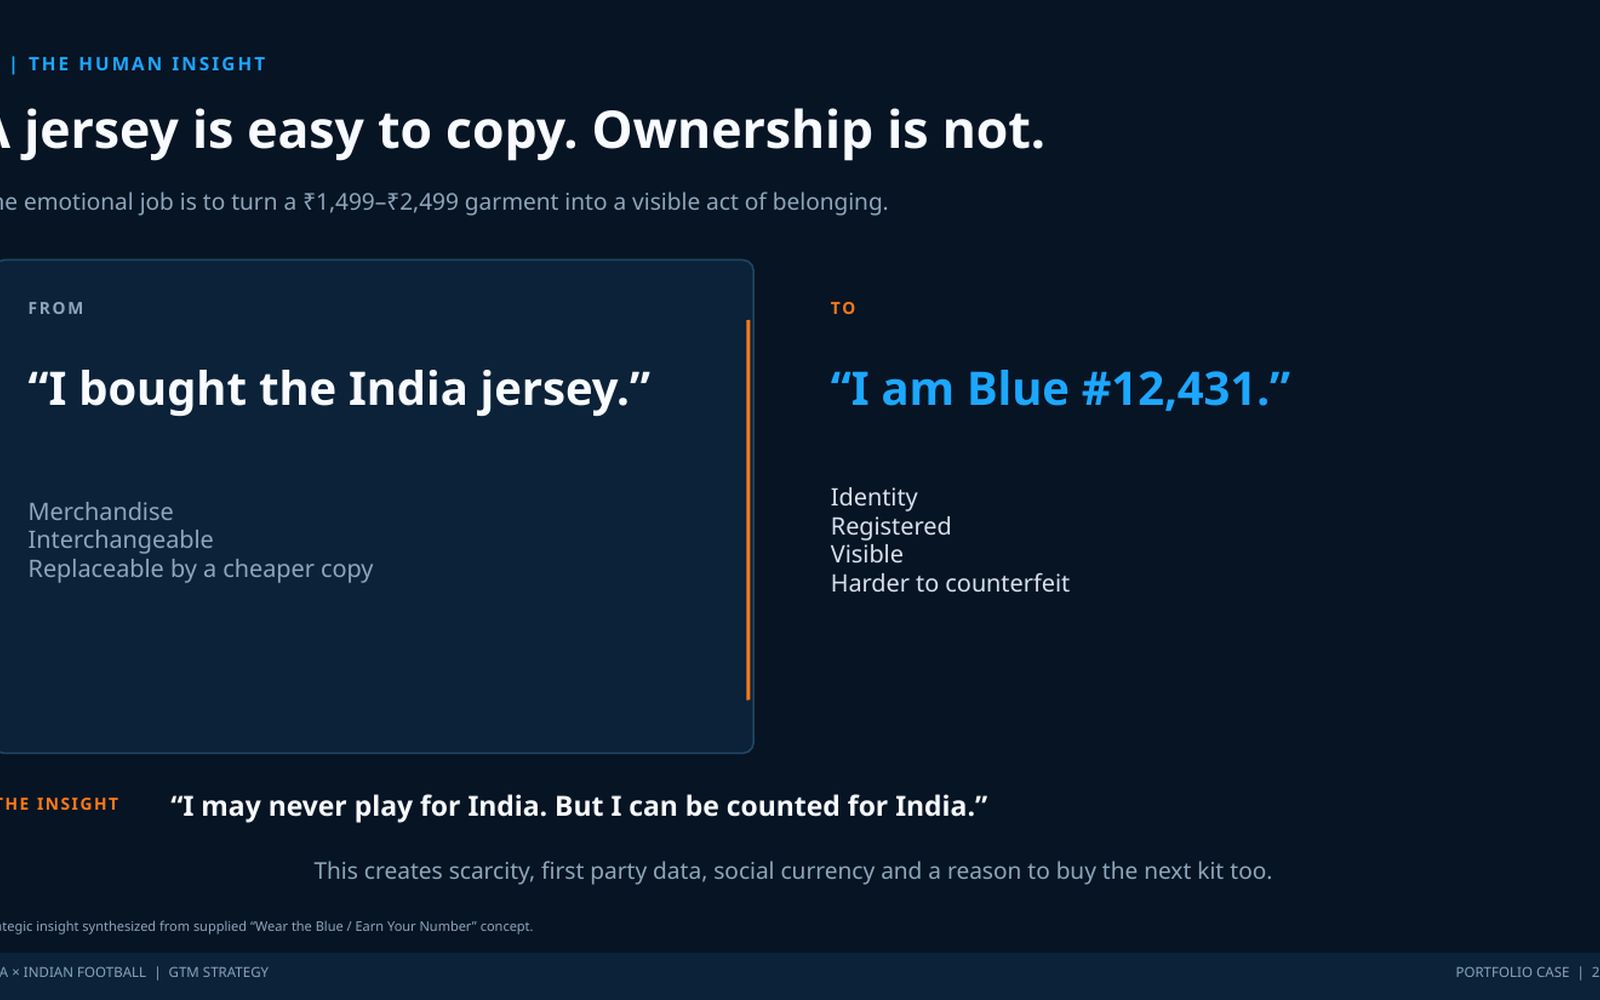 | THE HUMAN INSIGHT
A jersey is easy to copy. Ownership is not.
emotional job is to turn a ₹1,499–₹2,499 garment into a visible act of belonging.
FROM
“I bought the India jersey.”
Merchandise
Interchangeable
Replaceable by a cheaper copy
TO
“I am Blue #12,431.”
Identity
Registered
Visible
Harder to counterfeit
THE INSIGHT
“I may never play for India. But I can be counted for India.”
This creates scarcity, first party data, social currency and a reason to buy the next kit too.
insight synthesized from supplied “Wear the Blue / Earn Your Number” concept.
A × INDIAN FOOTBALL | GTM STRATEGY
PORTFOLIO CASE | 2